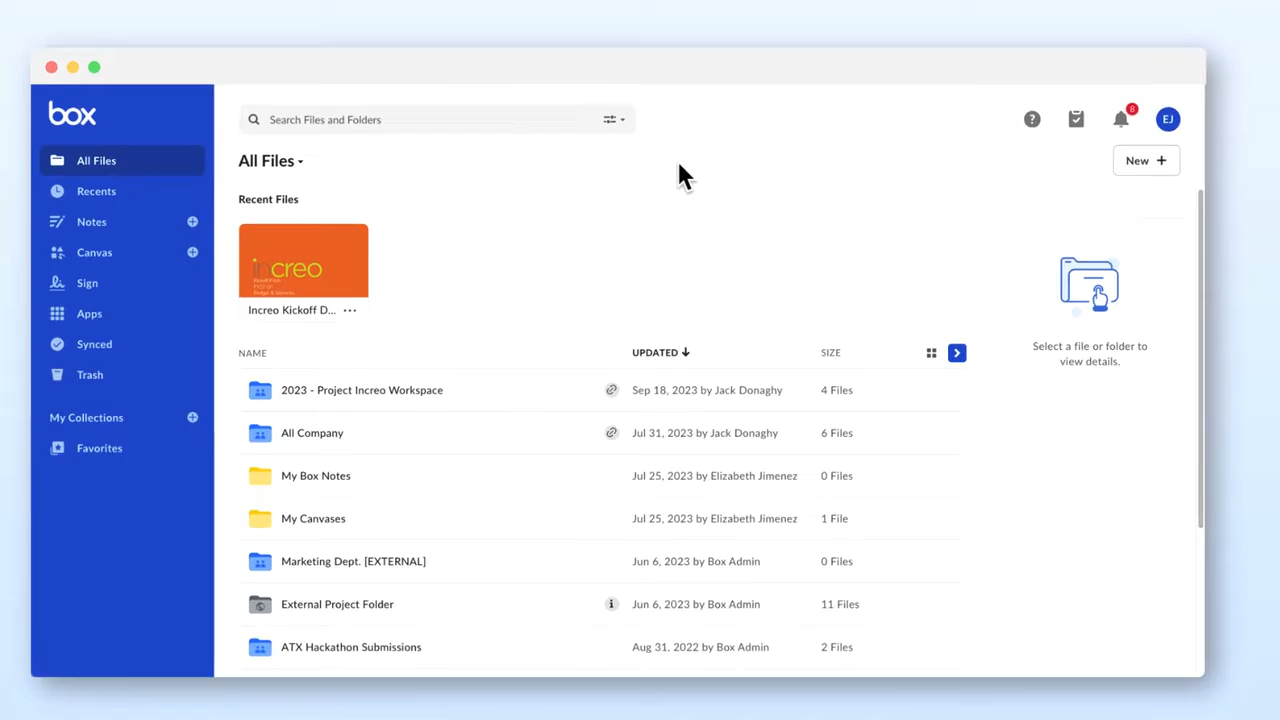 box
Search Files and Folders
8
EJ
All Files
New +
All Files
Recents
Notes
Canvas
Sign
Apps
Synced
Trash
My Collections
Favorites
Recent Files
increo
Increo Kickoff D...
NAME UPDATED SIZE
2023 - Project Increo Workspace Sep 18, 2023 by Jack Donaghy 4 Files
All Company Jul 31, 2023 by Jack Donaghy 6 Files
My Box Notes Jul 25, 2023 by Elizabeth Jimenez 0 Files
My Canvases Jul 25, 2023 by Elizabeth Jimenez 1 File
Marketing Dept. [EXTERNAL] Jun 6, 2023 by Box Admin 0 Files
External Project Folder Jun 6, 2023 by Box Admin 11 Files
ATX Hackathon Submissions Aug 31, 2022 by Box Admin 2 Files
Select a file or folder to
view details.